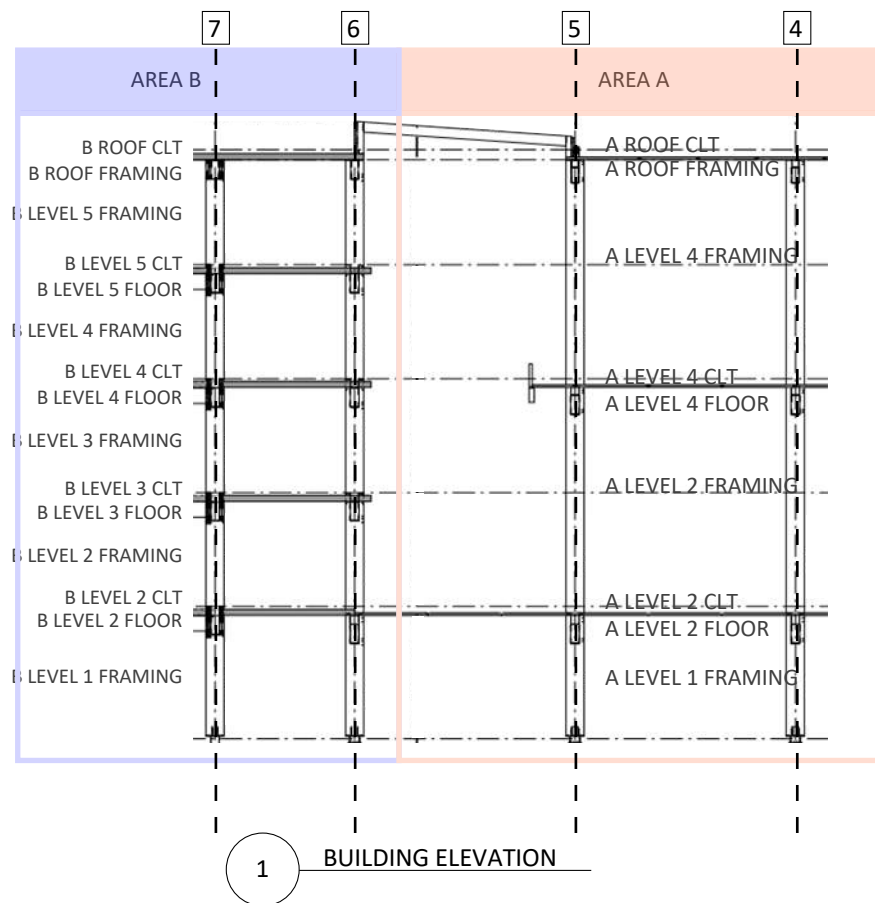 7
6
5
4
AREA B
AREA A
B ROOF CLT
B ROOF FRAMING
B LEVEL 5 FRAMING
B LEVEL 5 CLT
B LEVEL 5 FLOOR
B LEVEL 4 FRAMING
B LEVEL 4 CLT
B LEVEL 4 FLOOR
B LEVEL 3 FRAMING
B LEVEL 3 CLT
B LEVEL 3 FLOOR
B LEVEL 2 FRAMING
B LEVEL 2 CLT
B LEVEL 2 FLOOR
B LEVEL 1 FRAMING
A ROOF CLT
A ROOF FRAMING
A LEVEL 4 FRAMING
A LEVEL 4 CLT
A LEVEL 4 FLOOR
A LEVEL 2 FRAMING
A LEVEL 2 CLT
A LEVEL 2 FLOOR
A LEVEL 1 FRAMING
1
BUILDING ELEVATION